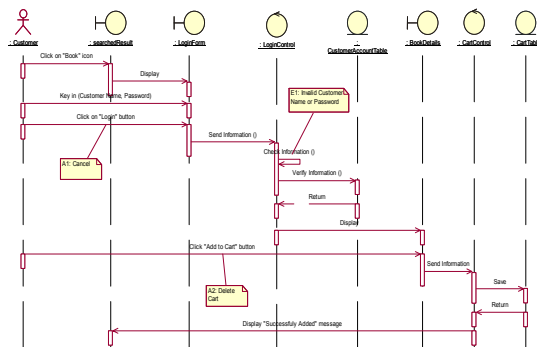 : Customer
: searchedResult
: LoginForm
: LoginControl
:
CustomerAccountTable
: BookDetails
: CartControl
: CartTabl
Click on "Book" icon
Display
Key in (Customer Name, Password)
E1: Invalid Customer
Name or Password
Click on "Login" button
Send Information ()
Check Information ()
A1: Cancel
Verify Information ()
Return
Display
Click "Add to Cart" button
Send Information
A2: Delete
Cart
Save
Return
Display "Successfuly Added" message